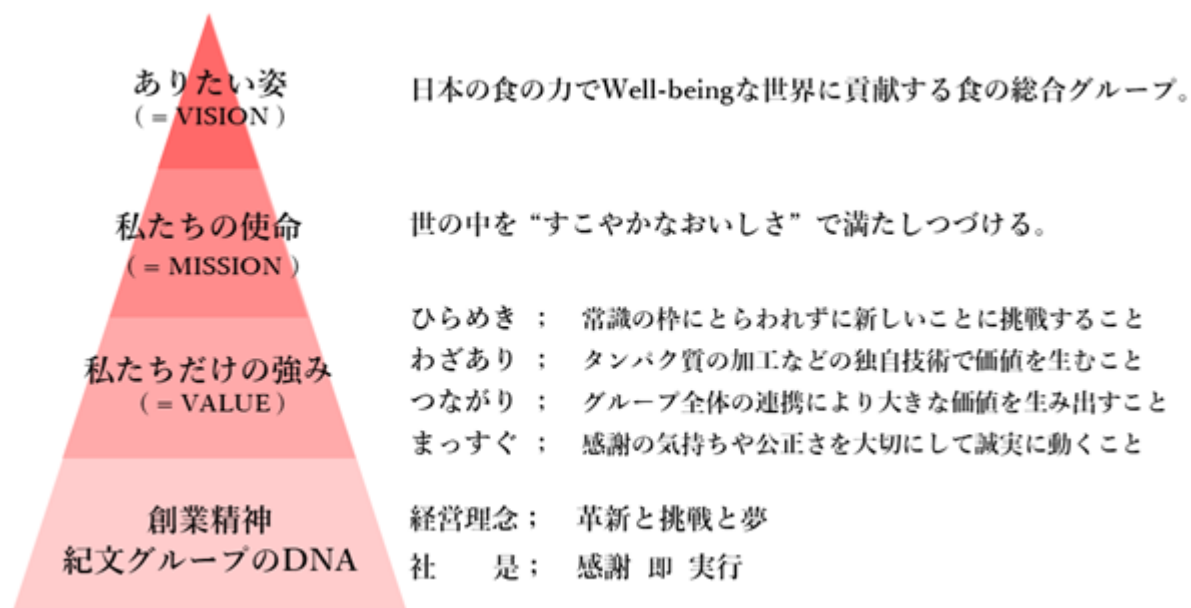 ありたい姿
( = VISION )
日本の食の力でWell-beingな世界に貢献する食の総合グループ。
私たちの使命
( = MISSION )
世の中を“すこやかなおいしさ”で満たしつづける。
私たちだけの強み
( = VALUE )
ひらめき ; 常識の枠にとらわれずに新しいことに挑戦すること
わざあり ; タンパク質の加工などの独自技術で価値を生むこと
つながり ; グループ全体の連携により大きな価値を生み出すこと
まっすぐ ; 感謝の気持ちや公正さを大切にして誠実に動くこと
創業精神
紀文グループのDNA
経営理念; 革新と挑戦と夢
社 是; 感謝 即 実行